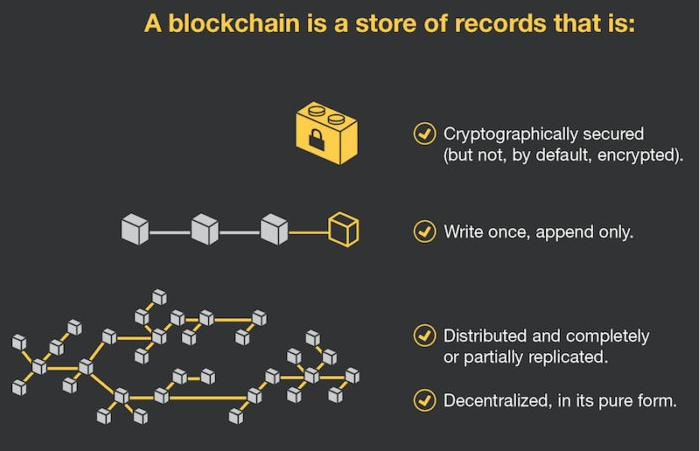 A blockchain is a store of records that is:
Cryptographically secured
(but not, by default, encrypted).
Write once, append only.
Distributed and completely
or partially replicated.
Decentralized, in its pure form.